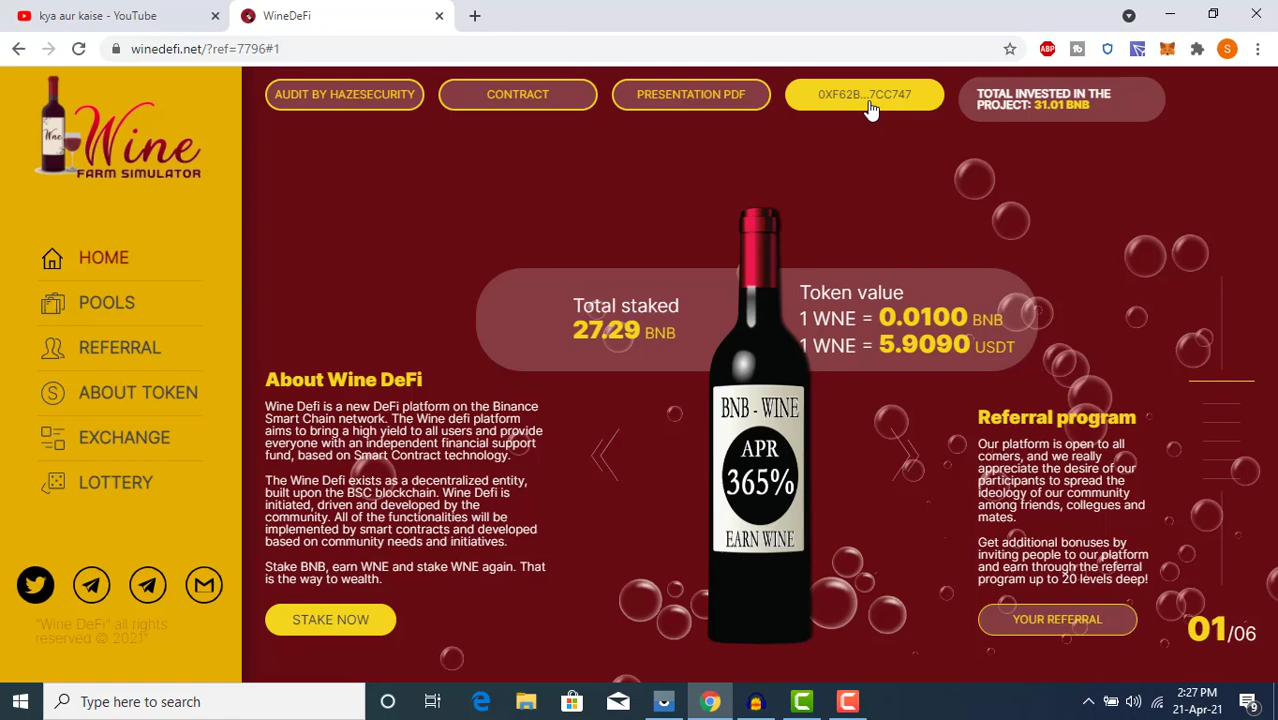 kya aur kaise - YouTube
WineDeFi
winedefi.net/?ref=7796#1
ABP
tb
S
Wine
Wine
FARM SIMULATOR
HOME
POOLS
REFERRAL
ABOUT TOKEN
EXCHANGE
LOTTERY
"Wine DeFi" all rights
reserved © 2021"
AUDIT BY HAZESECURITY
CONTRACT
PRESENTATION PDF
0XF62B...7CC747
TOTAL INVESTED IN THE
PROJECT: 31.01 BNB
Total staked
27.29 BNB
Token value
1 WNE = 0.0100 BNB
1 WNE = 5.9090 USDT
About Wine DeFi
Wine Defi is a new DeFi platform on the Binance
Smart Chain network. The Wine defi platform
aims to bring a high yield to all users and provide
everyone with an independent financial support
fund, based on Smart Contract technology.
The Wine DeFi exists as a decentralized entity,
built upon the BSC blockchain. Wine Defi is
initiated, driven and developed by the
community. All of the functionalities will be
implemented by smart contracts and developed
based on community needs and initiatives.
Stake BNB, earn WNE and stake WNE again. That
is the way to wealth.
STAKE NOW
BNB - WINE
APR
365%
EARN WINE
Referral program
Our platform is open to all
comers, and we really
appreciate the desire of our
participants to spread the
ideology of our community
among friends, collegues and
mates.
Get additional bonuses by
inviting people to our platform
and earn through the referral
program up to 20 levels deep!
YOUR REFERRAL
01/06
Type here to search
2:27 PM
21-Apr-21
9